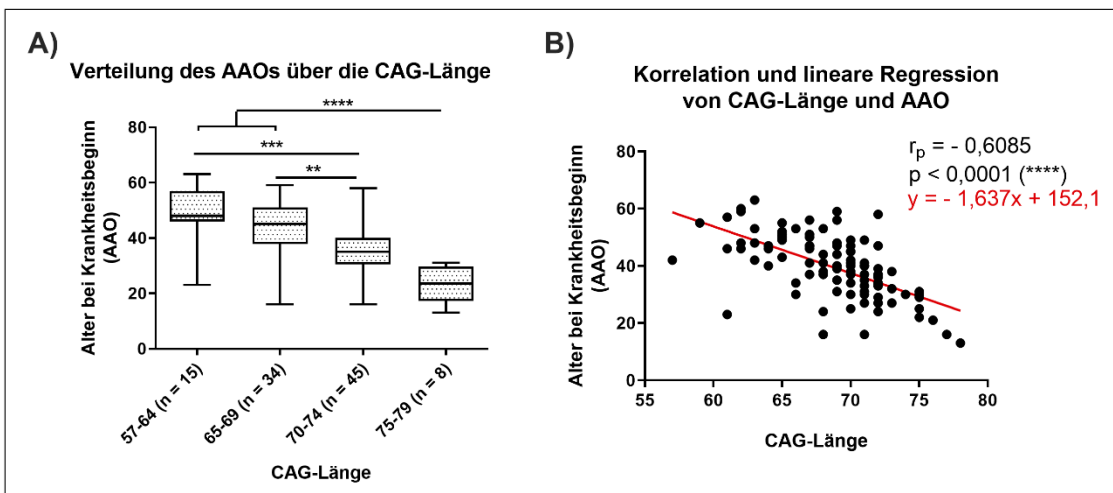 A)
Verteilung des AAOs über die CAG-Länge
****
***
**
Alter bei Krankheitsbeginn
(AAO)
80
60
40
20
0
57-64 (n = 15)
65-69 (n = 34)
70-74 (n = 45)
75-79 (n = 8)
CAG-Länge
B)
Korrelation und lineare Regression
von CAG-Länge und AAO
rp = - 0,6085
p < 0,0001 (****)
y = - 1,637x + 152,1
Alter bei Krankheitsbeginn
(AAO)
80
60
40
20
0
55
60
65
70
75
80
CAG-Länge